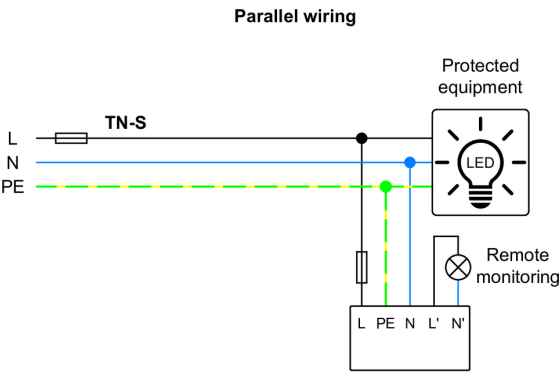 Parallel wiring
Protected
equipment
TN-S
L
N
PE
LED
Remote
monitoring
L PE N L' N'